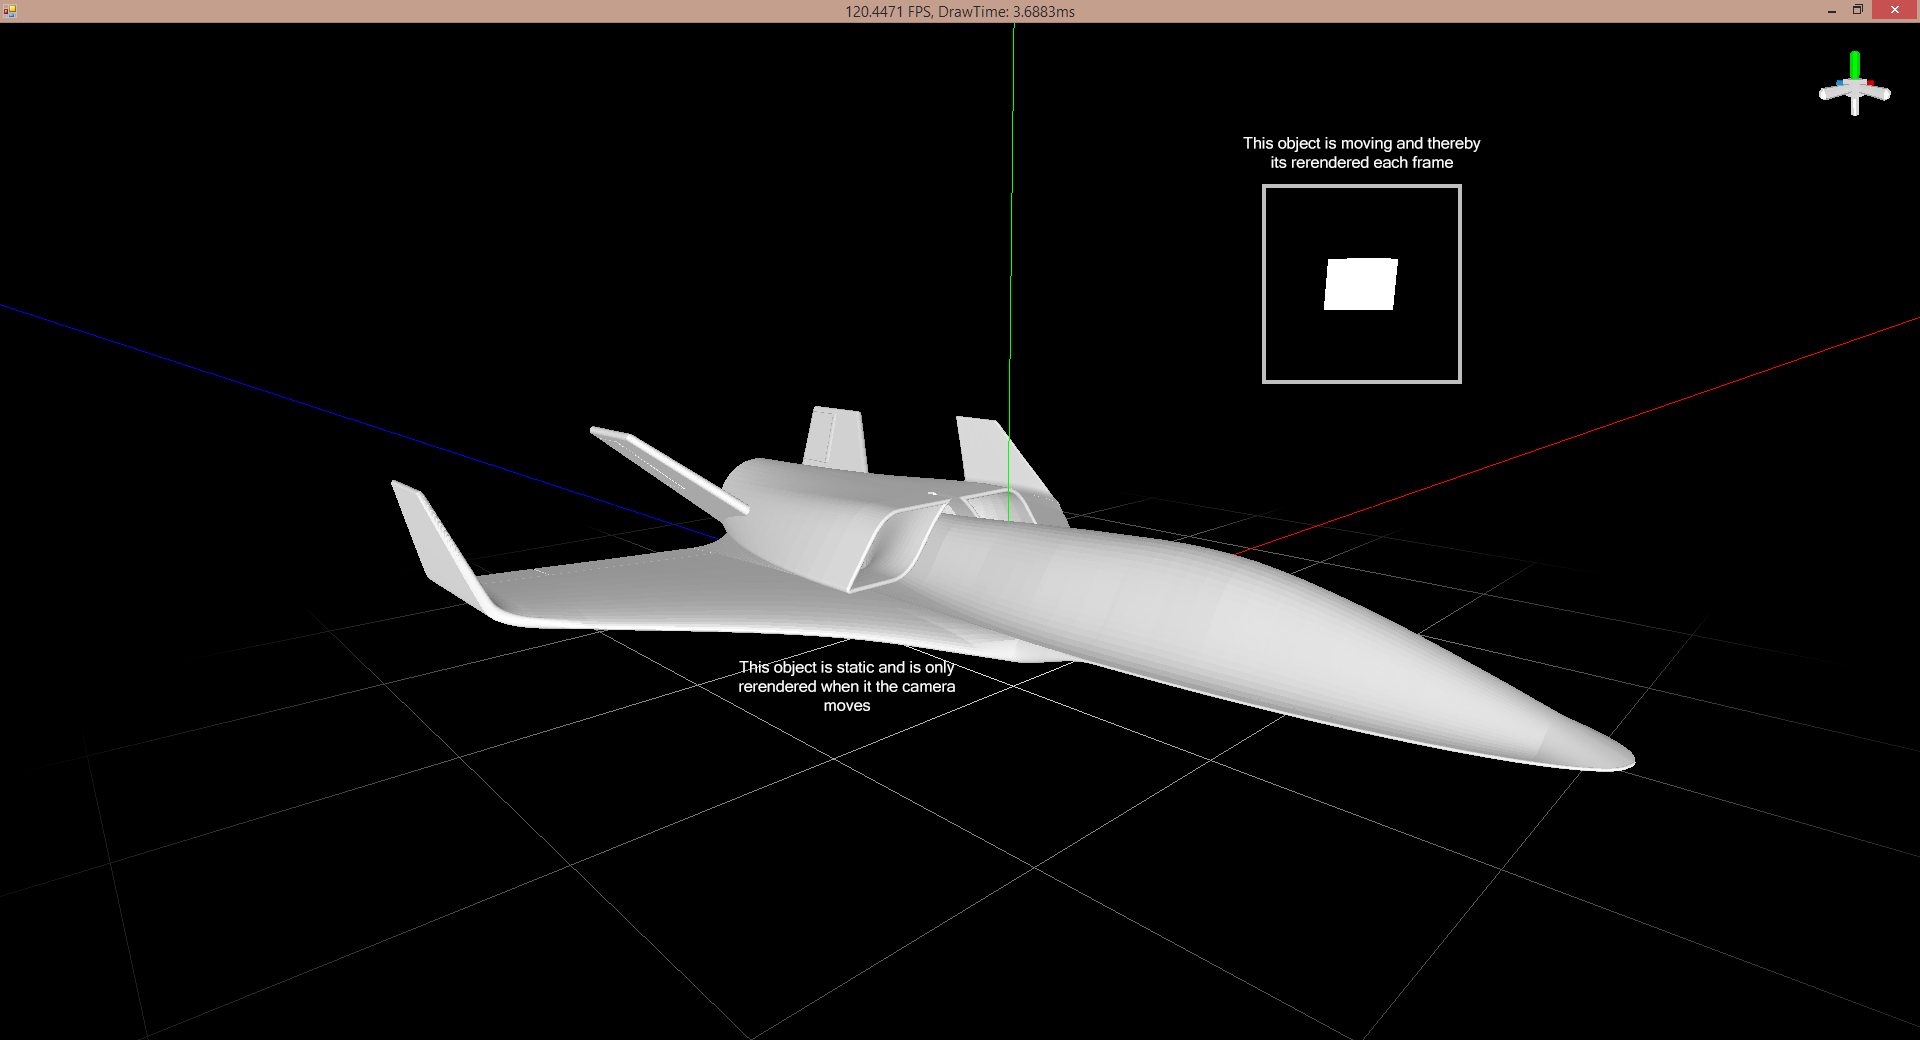 120.4471 FPS, DrawTime: 3.6883ms
This object is moving and thereby
its rerendered each frame
This object is static and is only
rerendered when it the camera
moves